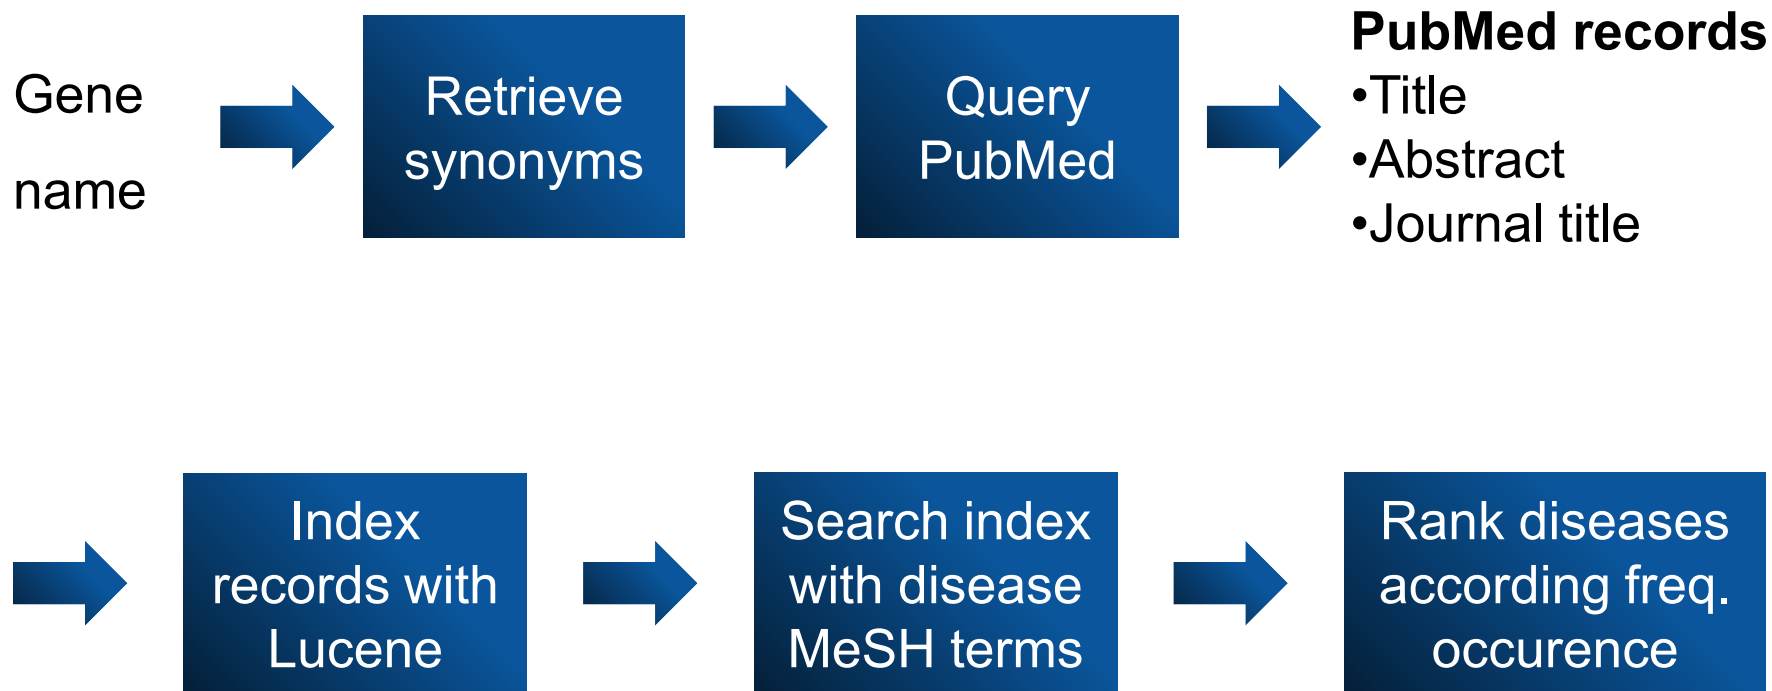 Gene
name
Retrieve
synonyms
Query
PubMed
PubMed records
•Title
•Abstract
•Journal title
Index
records with
Lucene
Search index
with disease
MeSH terms
Rank diseases
according freq.
occurence